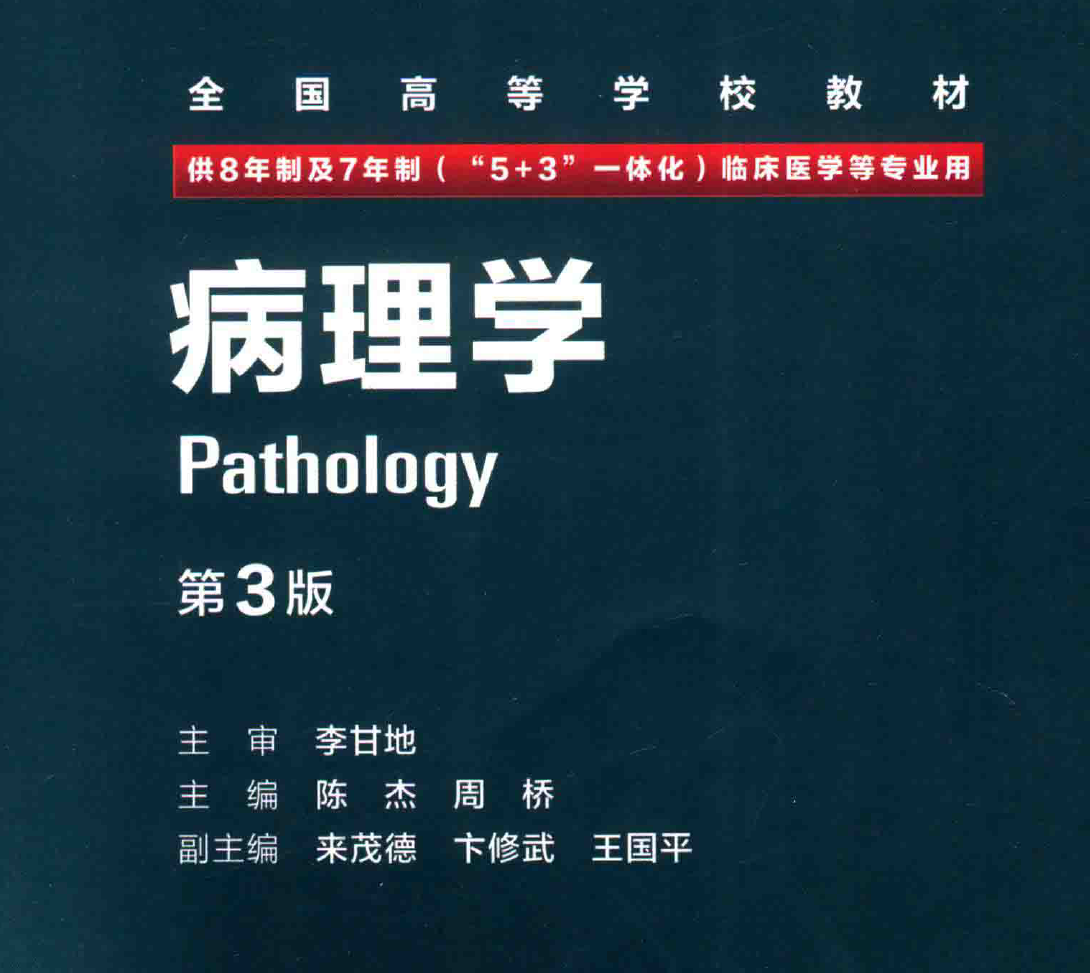 全国高等学校教材
供8年制及7年制（“5+3”一体化）临床医学等专业用
病理学
Pathology
第3版
主 审 李甘地
主 编 陈 杰 周 桥
副主编 来茂德 卞修武 王国平